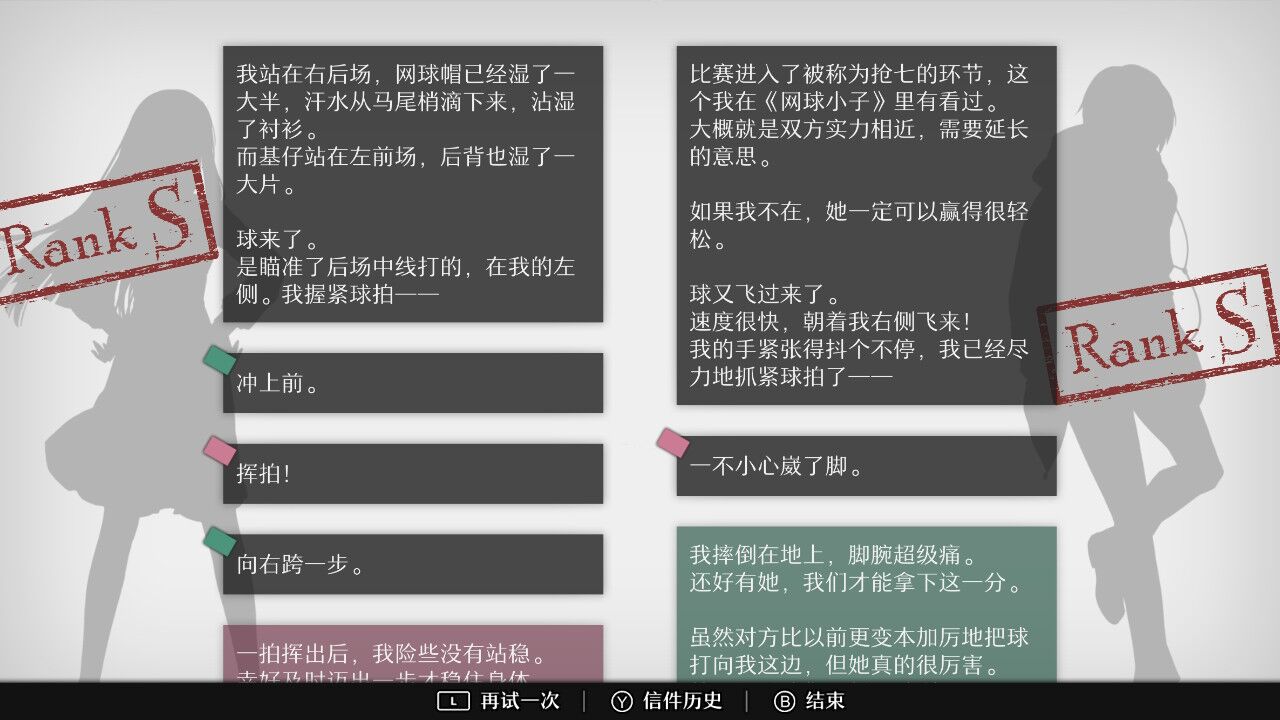 我站在右后场，网球帽已经湿了一
大半，汗水从马尾梢滴下来，沾湿
了衬衫。
而基仔站在左前场，后背也湿了一
大片。
球来了。
是瞄准了后场中线打的，在我的左
侧。我握紧球拍——
冲上前。
挥拍！
向右跨一步。
一拍挥出后，我险些没有站稳。
幸好及时迈出一步才稳住身体
Rank S
比赛进入了被称为抢七的环节，这
个我在《网球小子》里有看过。
大概就是双方实力相近，需要延长
的意思。
如果我不在，她一定可以赢得很轻
松。
球又飞过来了。
速度很快，朝着我右侧飞来！
我的手紧张得抖个不停，我已经尽
力地抓紧球拍了——
一不小心崴了脚。
我摔倒在地上，脚腕超级痛。
还好有她，我们才能拿下这一分。
虽然对方比以前更变本加厉地把球
打向我这边，但她真的很厉害。
Rank S
L 再试一次 Y 信件历史 B 结束